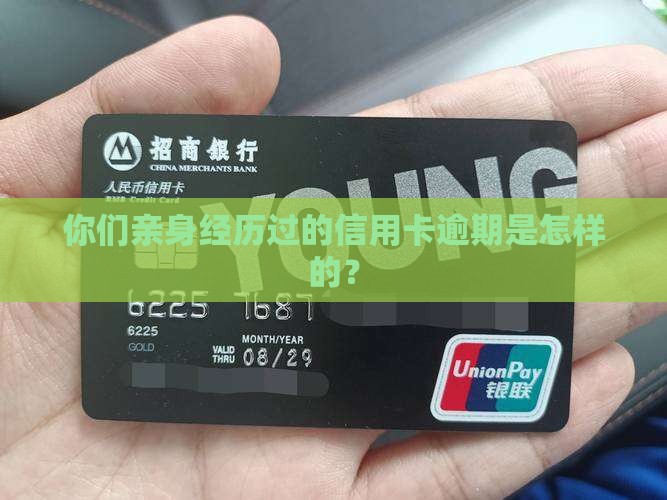 招商银行
CHINA MERCHANTS BANK
人民币信用卡
RMB Credit Card
YOUNG
你们亲身经历过的信用卡逾期是怎样
的？
6225 7687
6225
GOLD
VALID THRU
MONTH/YEAR
08/29
UnionPay
银联